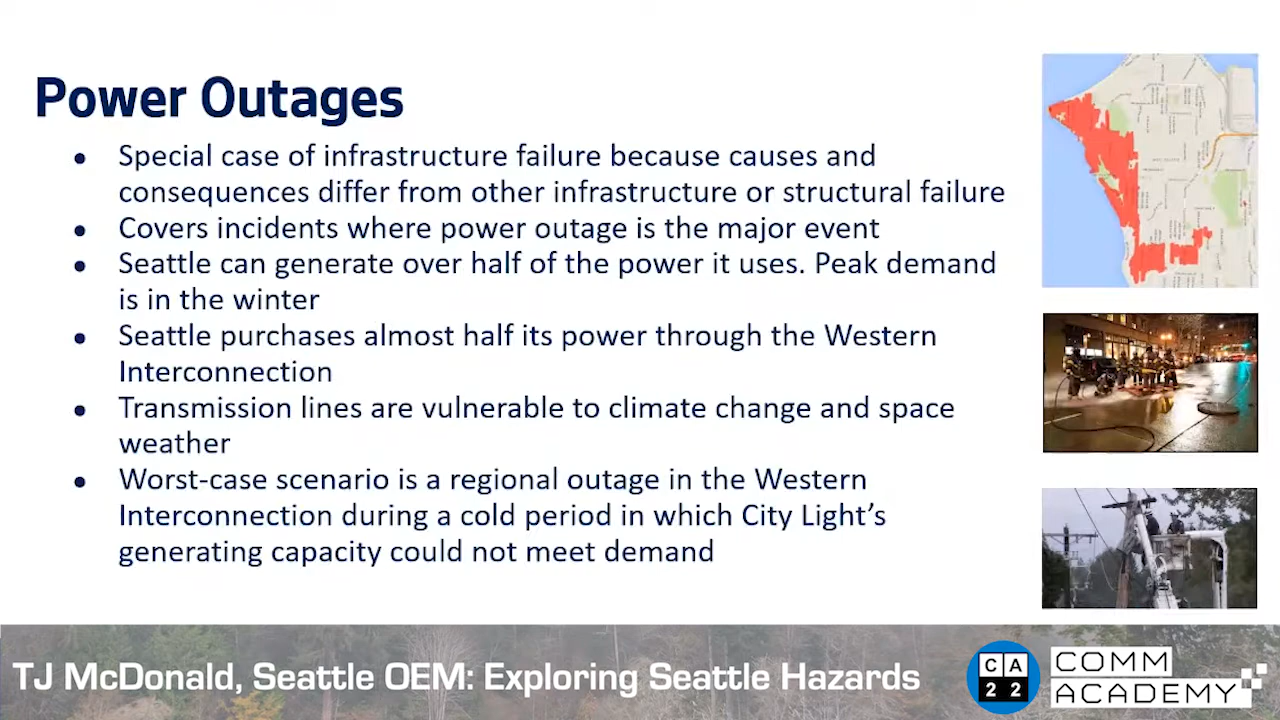 Power Outages
● Special case of infrastructure failure because causes and
consequences differ from other infrastructure or structural failure
● Covers incidents where power outage is the major event
● Seattle can generate over half of the power it uses. Peak demand
is in the winter
● Seattle purchases almost half its power through the Western
Interconnection
● Transmission lines are vulnerable to climate change and space
weather
● Worst-case scenario is a regional outage in the Western
Interconnection during a cold period in which City Light’s
generating capacity could not meet demand
TJ McDonald, Seattle OEM: Exploring Seattle Hazards
CA
22
COMM
ACADEMY